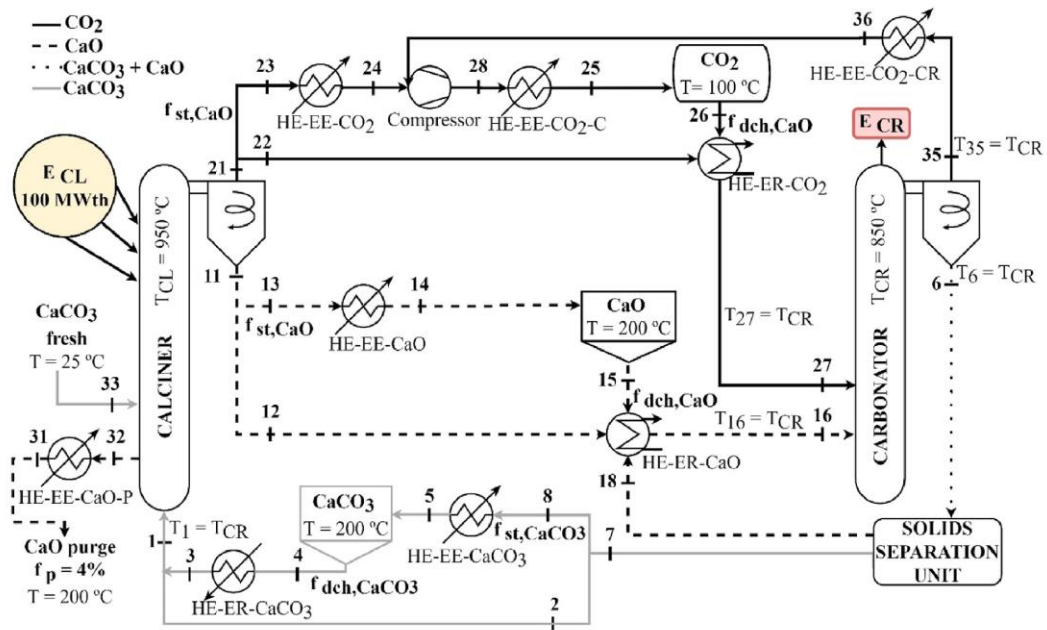 CO2
CaO
CaCO3 + CaO
CaCO3
23
24
28
25
36
HE-EE-CO2-CR
HE-EE-CO2
Compressor
HE-EE-CO2-C
CO2
T= 100 ºC
f st,CaO
22
21
26
f dch,CaO
HE-ER-CO2
E CR
35
T35 = TCR
E CL
100 MWth
CALCINER
TCL = 950 ºC
11
13
14
f st,CaO
HE-EE-CaO
CaO
T = 200 ºC
15
f dch,CaO
T27 = TCR
27
CARBONATOR
TCR = 850 ºC
6
T6 = TCR
CaCO3
fresh
T = 25 ºC
33
12
T16 = TCR
16
HE-ER-CaO
18
31
32
HE-EE-CaO-P
CaO purge
f p = 4%
T = 200 ºC
1
T1 = TCR
3
HE-ER-CaCO3
CaCO3
T = 200 ºC
4
f dch,CaCO3
5
HE-EE-CaCO3
8
f st,CaCO3
7
2
SOLIDS
SEPARATION
UNIT